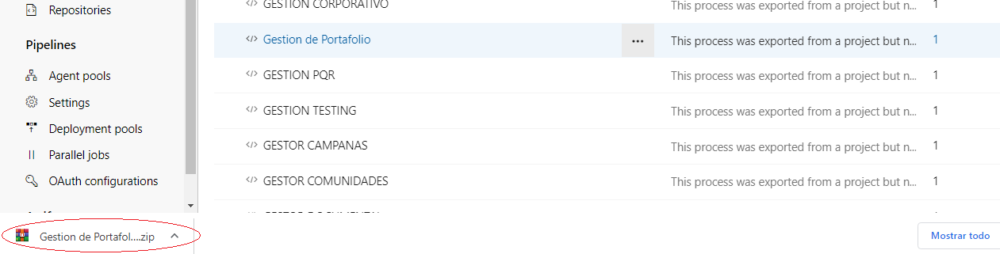 Repositories
Pipelines
Agent pools
Settings
Deployment pools
Parallel jobs
OAuth configurations
GESTION CORPORATIVO This process was exported from a project but n... 1
Gestion de Portafolio ... This process was exported from a project but n... 1
GESTION PQR This process was exported from a project but n... 1
GESTION TESTING This process was exported from a project but n... 1
GESTOR CAMPANAS This process was exported from a project but n... 1
GESTOR COMUNIDADES This process was exported from a project but n... 1
Gestion de Portafol....zip
Mostrar todo